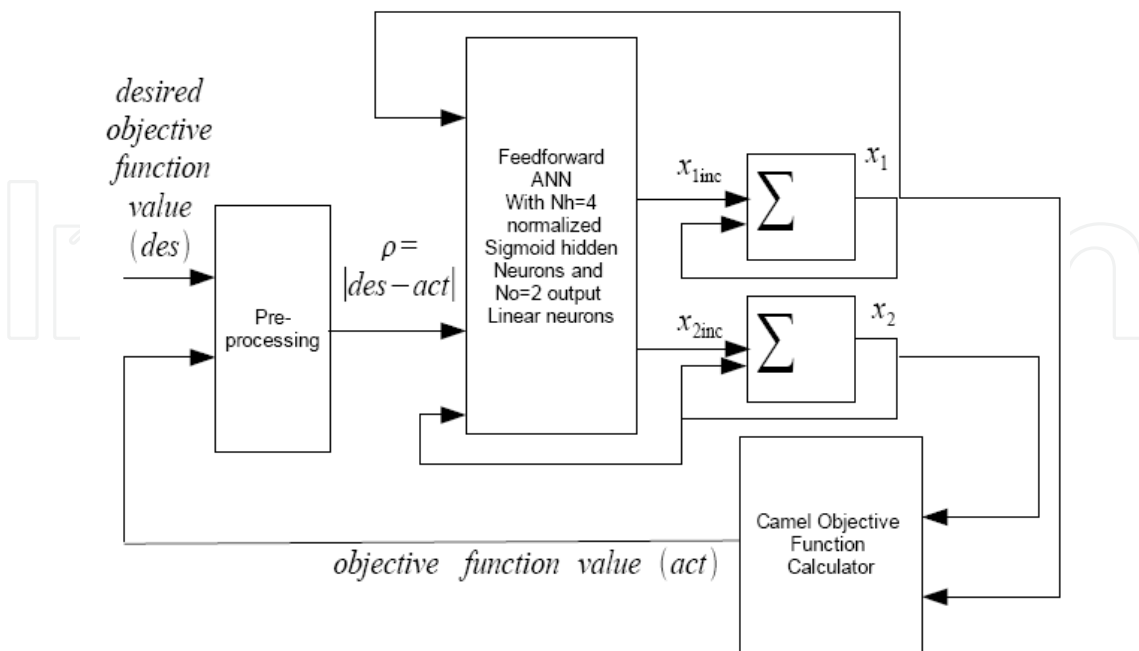 desired
objective
function
value
(des)
Pre-
processing
ρ=
|des−act|
Feedforward
ANN
With Nh=4
normalized
Sigmoid hidden
Neurons and
No=2 output
Linear neurons
x1inc
∑
x1
x2inc
∑
x2
Camel Objective
Function
Calculator
objective function value (act)